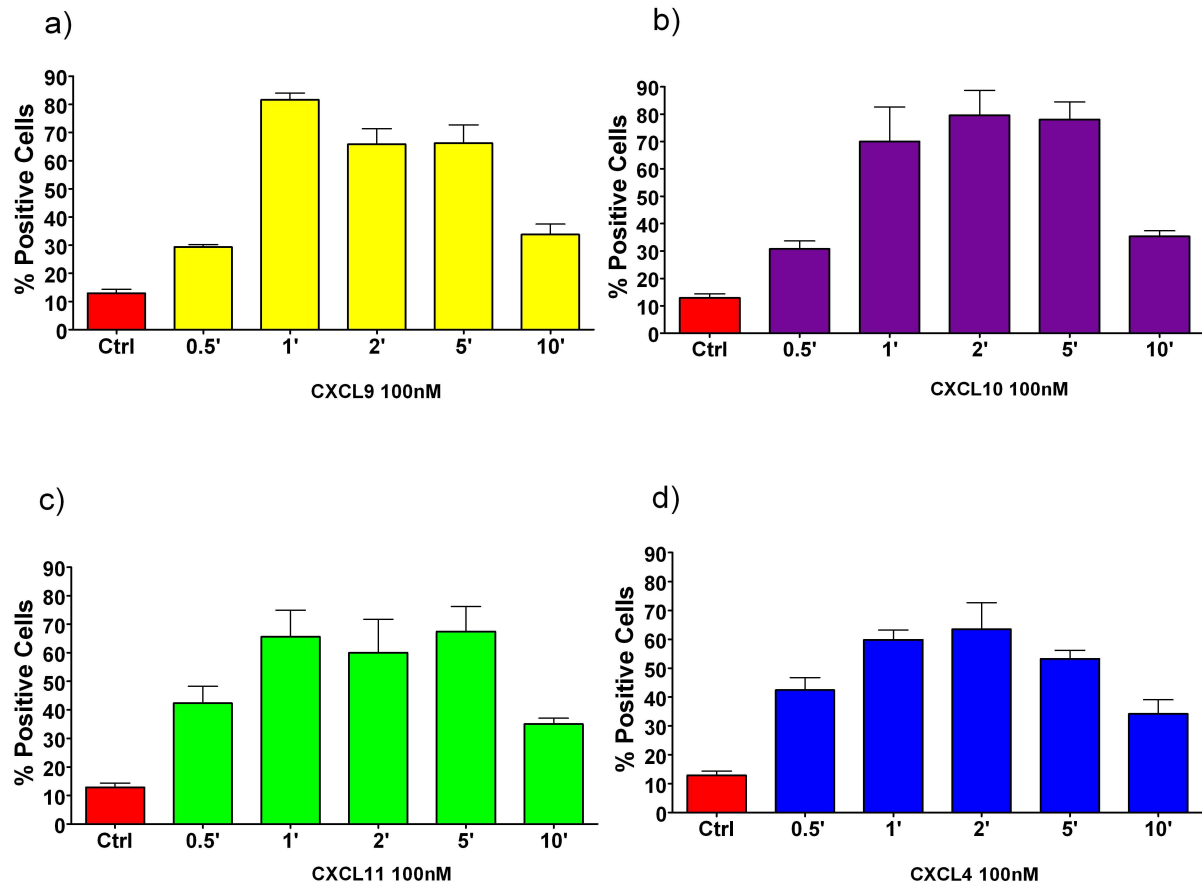 a)
% Positive Cells
90
80
70
60
50
40
30
20
10
0
Ctrl 0.5' 1' 2' 5' 10'
CXCL9 100nM
b)
% Positive Cells
90
80
70
60
50
40
30
20
10
0
Ctrl 0.5' 1' 2' 5' 10'
CXCL10 100nM
c)
% Positive Cells
90
80
70
60
50
40
30
20
10
0
Ctrl 0.5' 1' 2' 5' 10'
CXCL11 100nM
d)
% Positive Cells
90
80
70
60
50
40
30
20
10
0
Ctrl 0.5' 1' 2' 5' 10'
CXCL4 100nM